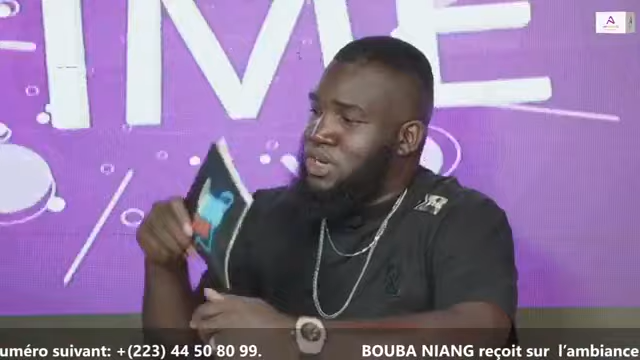 IME
uméro suivant: +(223) 44 50 80 99. BOUBA NIANG reçoit sur l’ambiance